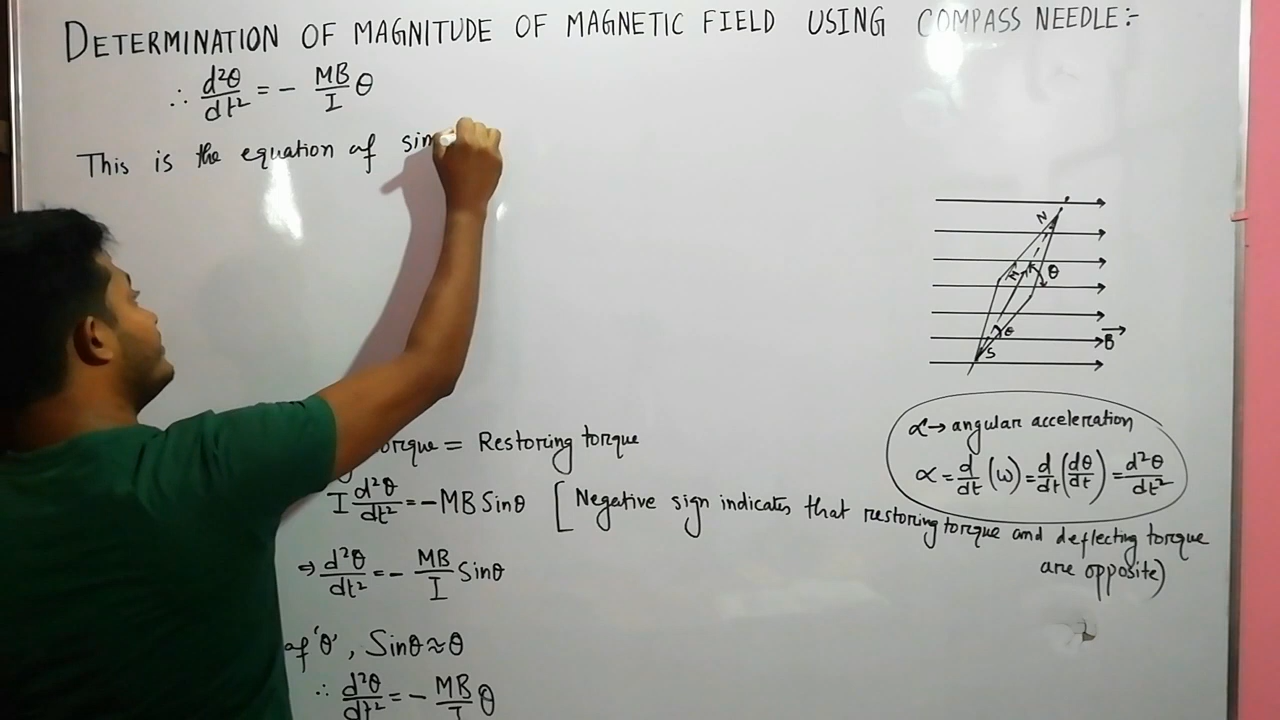 DETERMINATION OF MAGNITUDE OF MAGNETIC FIELD USING COMPASS NEEDLE:-
∴ d²θ/dt² = - MB/I θ
This is the equation of sim
N
θ
θ
S
B→
α→ angular acceleration
α = d/dt (ω) = d/dt (dθ/dt) = d²θ/dt²
orque = Restoring torque
I d²θ/dt² = -MB Sinθ [Negative sign indicates that restoring torque and deflecting torque
are opposite)
⇒ d²θ/dt² = - MB/I Sinθ
of 'θ', Sinθ ≈ θ
∴ d²θ/dt² = - MB/I θ